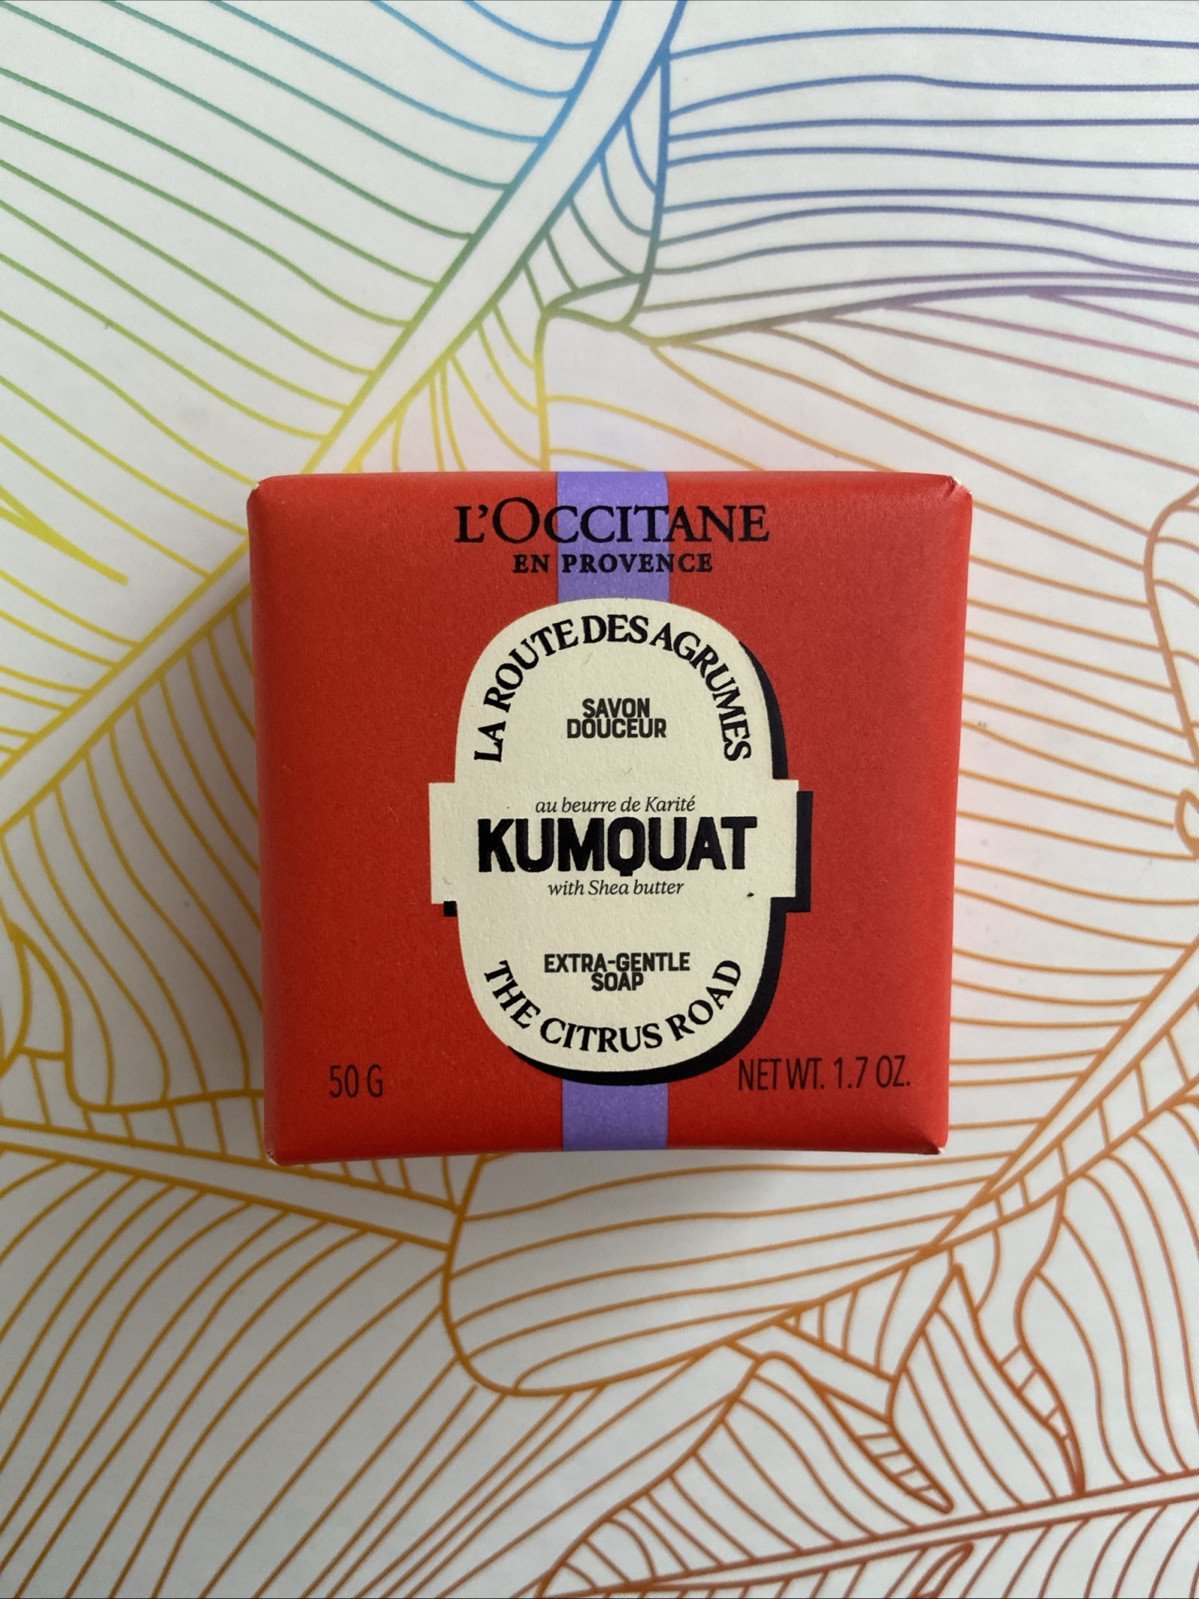 L'OCCITANE
EN PROVENCE
LA ROUTE DES AGRUMES
SAVON
DOUCEUR
au beurre de Karité
KUMQUAT
with Shea butter
EXTRA-GENTLE
SOAP
THE CITRUS ROAD
50 G
NET WT. 1.7 OZ.